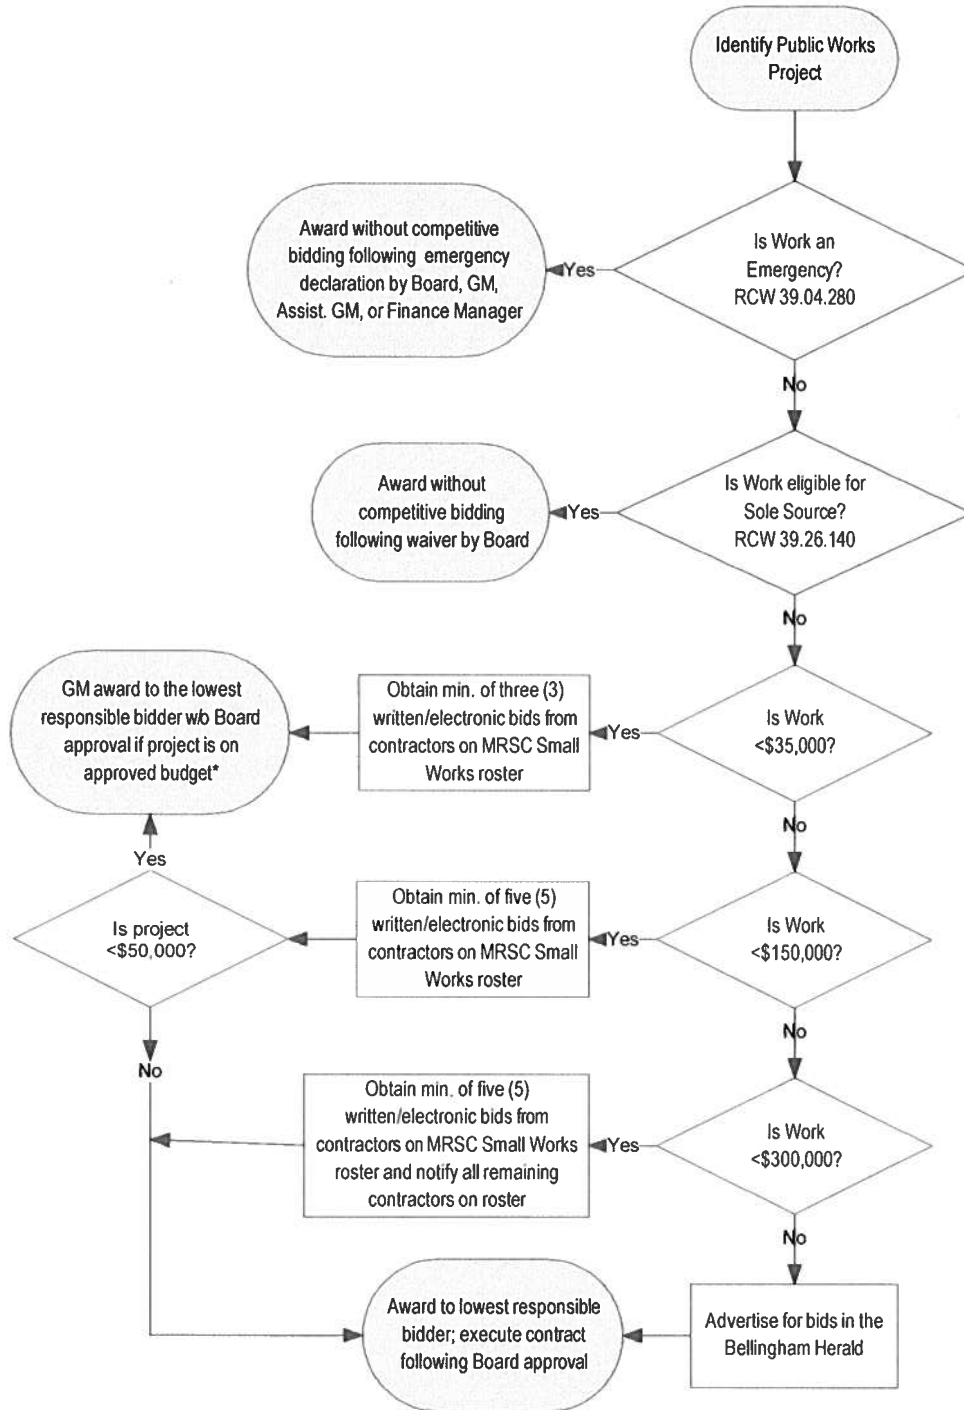 Identify Public Works
Project
Is Work an
Emergency?
RCW 39.04.280
Yes
Award without competitive
bidding following emergency
declaration by Board, GM,
Assist. GM, or Finance Manager
No
Is Work eligible for
Sole Source?
RCW 39.26.140
Yes
Award without
competitive bidding
following waiver by Board
No
Is Work
<$35,000?
Yes
Obtain min. of three (3)
written/electronic bids from
contractors on MRSC Small
Works roster
GM award to the lowest
responsible bidder w/o Board
approval if project is on
approved budget*
No
Is Work
<$150,000?
Yes
Obtain min. of five (5)
written/electronic bids from
contractors on MRSC Small
Works roster
Is project
<$50,000?
Yes
No
No
Is Work
<$300,000?
Yes
Obtain min. of five (5)
written/electronic bids from
contractors on MRSC Small Works
roster and notify all remaining
contractors on roster
No
Advertise for bids in the
Bellingham Herald
Award to lowest responsible
bidder; execute contract
following Board approval